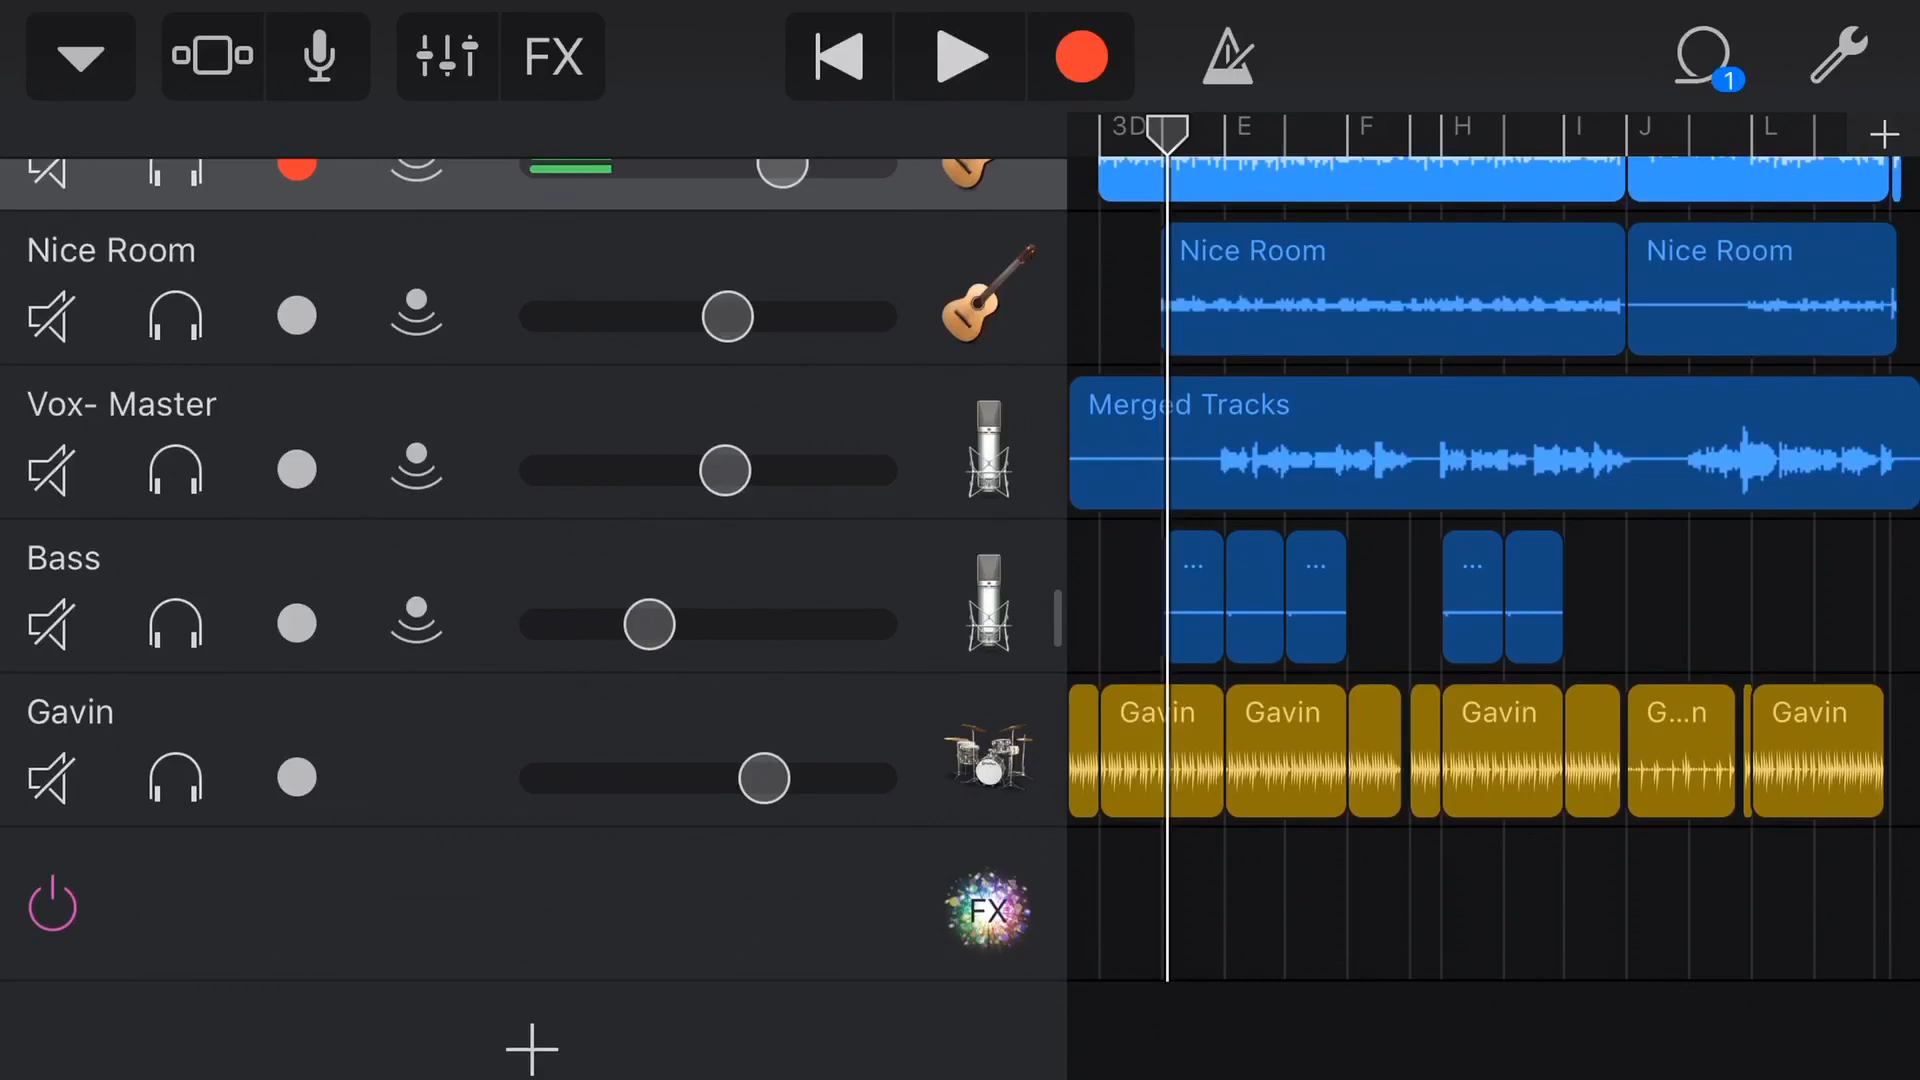 FX
1
3D E F H I J L
Nice Room
Nice Room
Nice Room
Vox- Master
Merged Tracks
Bass
...
...
...
Gavin
Gavin
Gavin
Gavin
G...n
Gavin
FX